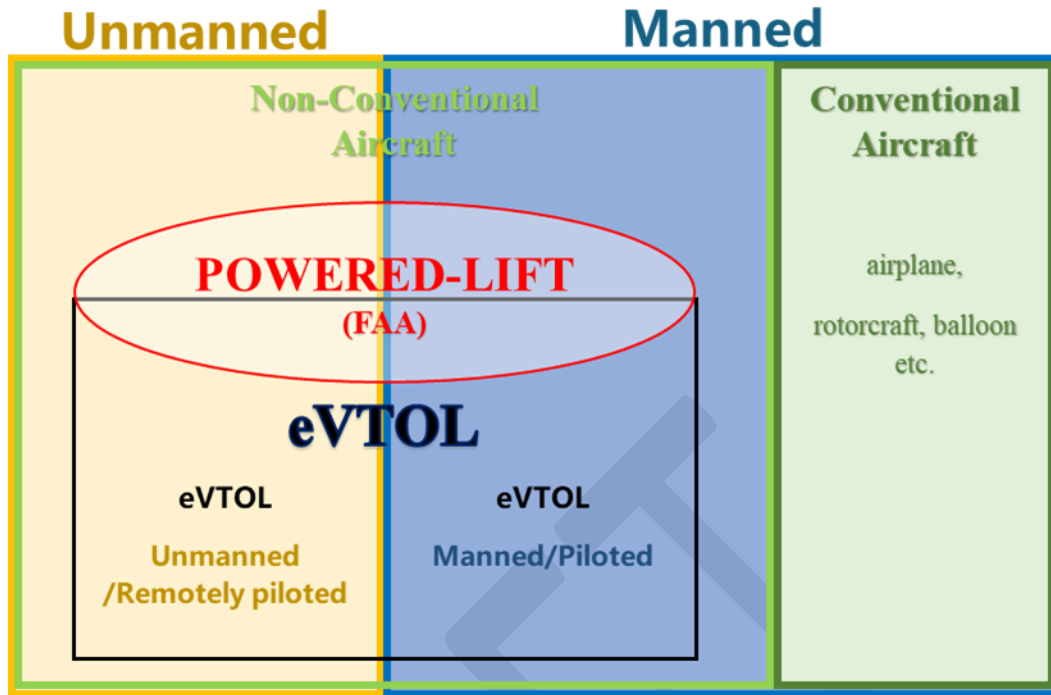 Unmanned
Manned
Non-Conventional
Aircraft
Conventional
Aircraft
airplane,
rotorcraft, balloon
etc.
POWERED-LIFT
(FAA)
eVTOL
eVTOL
Unmanned
/Remotely piloted
eVTOL
Manned/Piloted